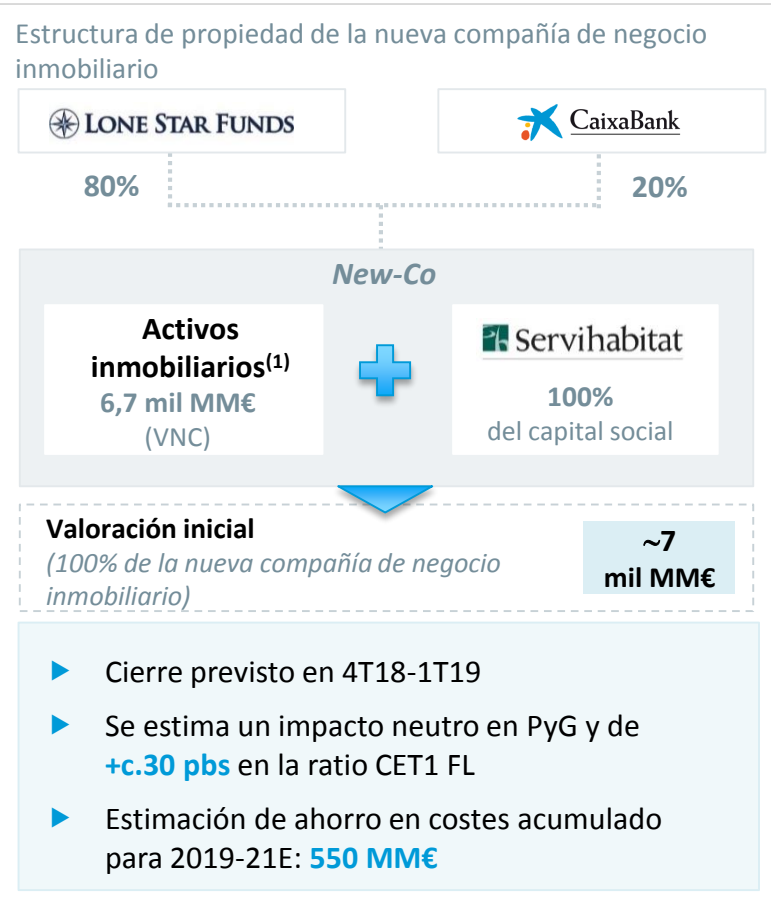 Estructura de propiedad de la nueva compañía de negocio
inmobiliario
LONE STAR FUNDS
CaixaBank
80%
20%
New-Co
Activos
inmobiliarios(1)
6,7 mil MM€
(VNC)
Servihabitat
100%
del capital social
Valoración inicial
(100% de la nueva compañía de negocio
inmobiliario)
~7
mil MM€
Cierre previsto en 4T18-1T19
Se estima un impacto neutro en PyG y de
+c.30 pbs en la ratio CET1 FL
Estimación de ahorro en costes acumulado
para 2019-21E: 550 MM€